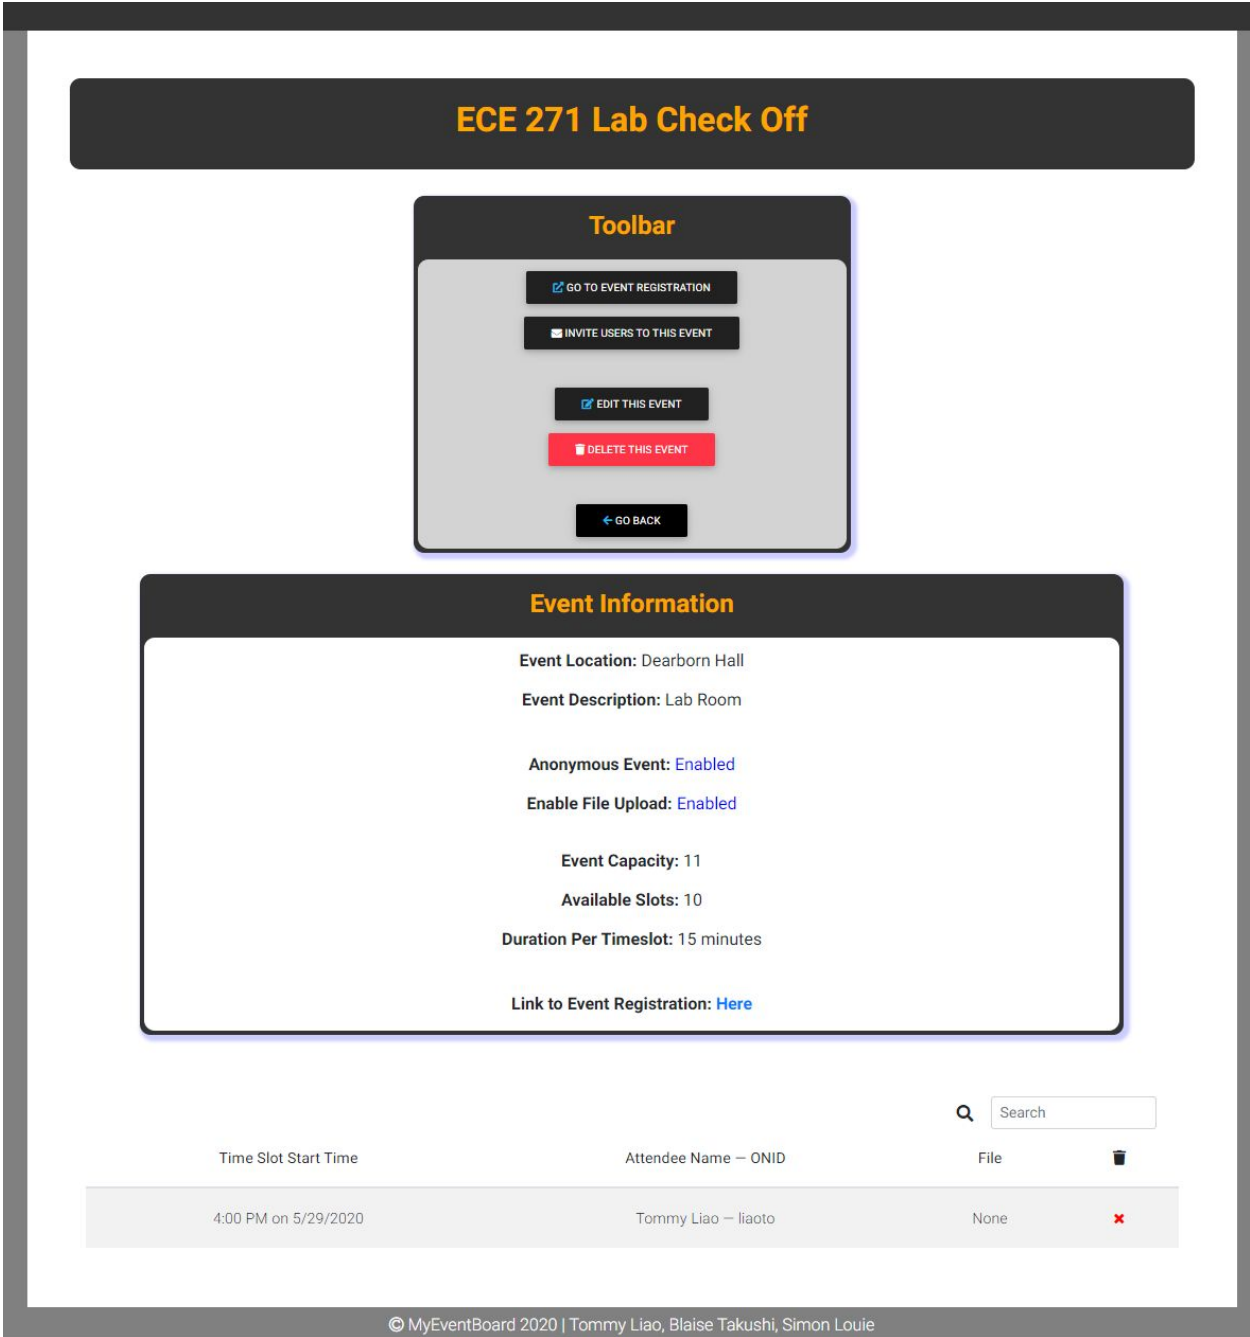 ECE 271 Lab Check Off
Toolbar
GO TO EVENT REGISTRATION
INVITE USERS TO THIS EVENT
EDIT THIS EVENT
DELETE THIS EVENT
GO BACK
Event Information
Event Location: Dearborn Hall
Event Description: Lab Room
Anonymous Event: Enabled
Enable File Upload: Enabled
Event Capacity: 11
Available Slots: 10
Duration Per Timeslot: 15 minutes
Link to Event Registration: Here
Search
Time Slot Start Time Attendee Name — ONID File
4:00 PM on 5/29/2020 Tommy Liao — liaoto None
© MyEventBoard 2020 | Tommy Liao, Blaise Takushi, Simon Louie